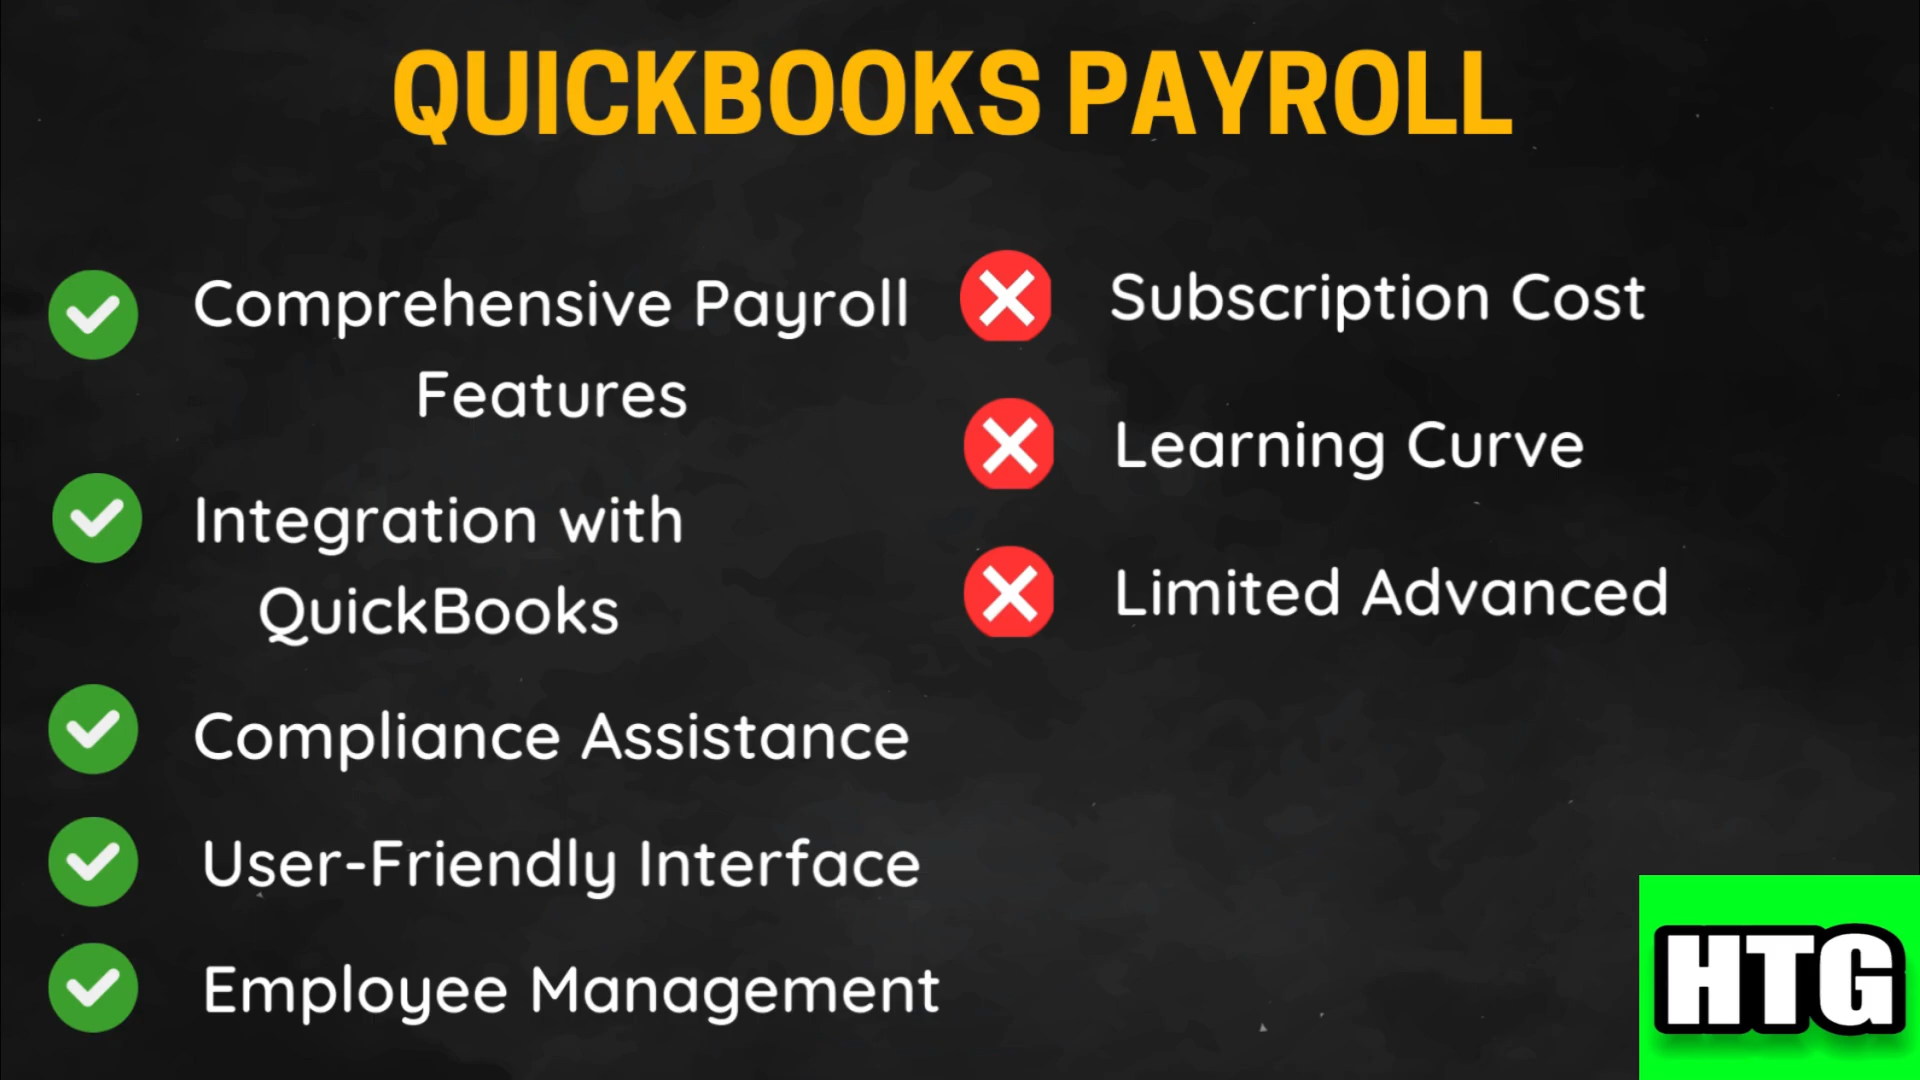 QUICKBOOKS PAYROLL
Comprehensive Payroll
Features
Integration with
QuickBooks
Compliance Assistance
User-Friendly Interface
Employee Management
Subscription Cost
Learning Curve
Limited Advanced
HTG